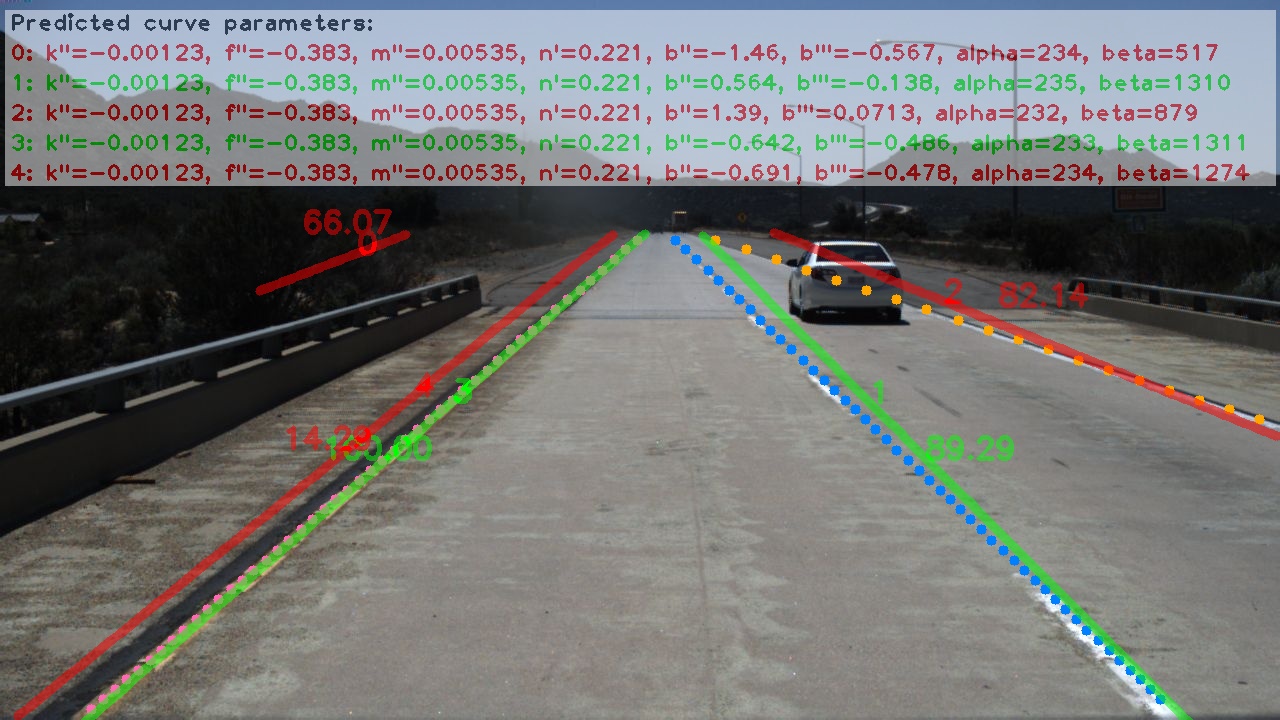 Predicted curve parameters:
0: k''=-0.00123, f''=-0.383, m''=0.00535, n'=0.221, b''=-1.46, b'''=-0.567, alpha=234, beta=517
1: k''=-0.00123, f''=-0.383, m''=0.00535, n'=0.221, b''=0.564, b'''=-0.138, alpha=235, beta=1310
2: k''=-0.00123, f''=-0.383, m''=0.00535, n'=0.221, b''=1.39, b'''=0.0713, alpha=232, beta=879
3: k''=-0.00123, f''=-0.383, m''=0.00535, n'=0.221, b''=-0.642, b'''=-0.486, alpha=233, beta=1311
4: k''=-0.00123, f''=-0.383, m''=0.00535, n'=0.221, b''=-0.691, b'''=-0.478, alpha=234, beta=1274
66.07
0
2 82.14
3
1
89.29